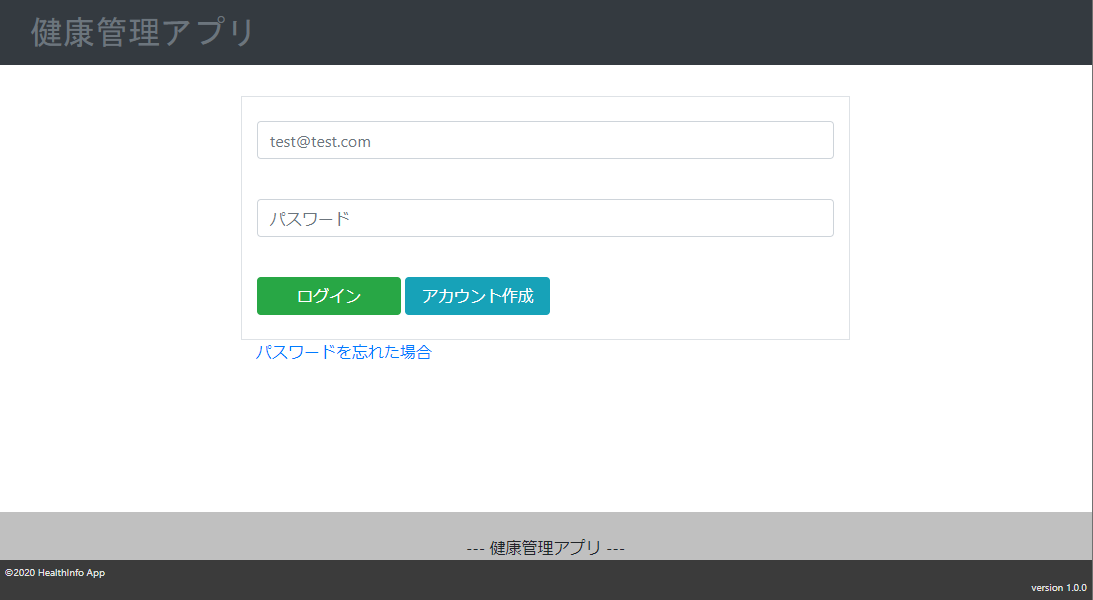 健康管理アプリ
test@test.com
パスワード
ログイン アカウント作成
パスワードを忘れた場合
--- 健康管理アプリ ---
©2020 HealthInfo App
version 1.0.0